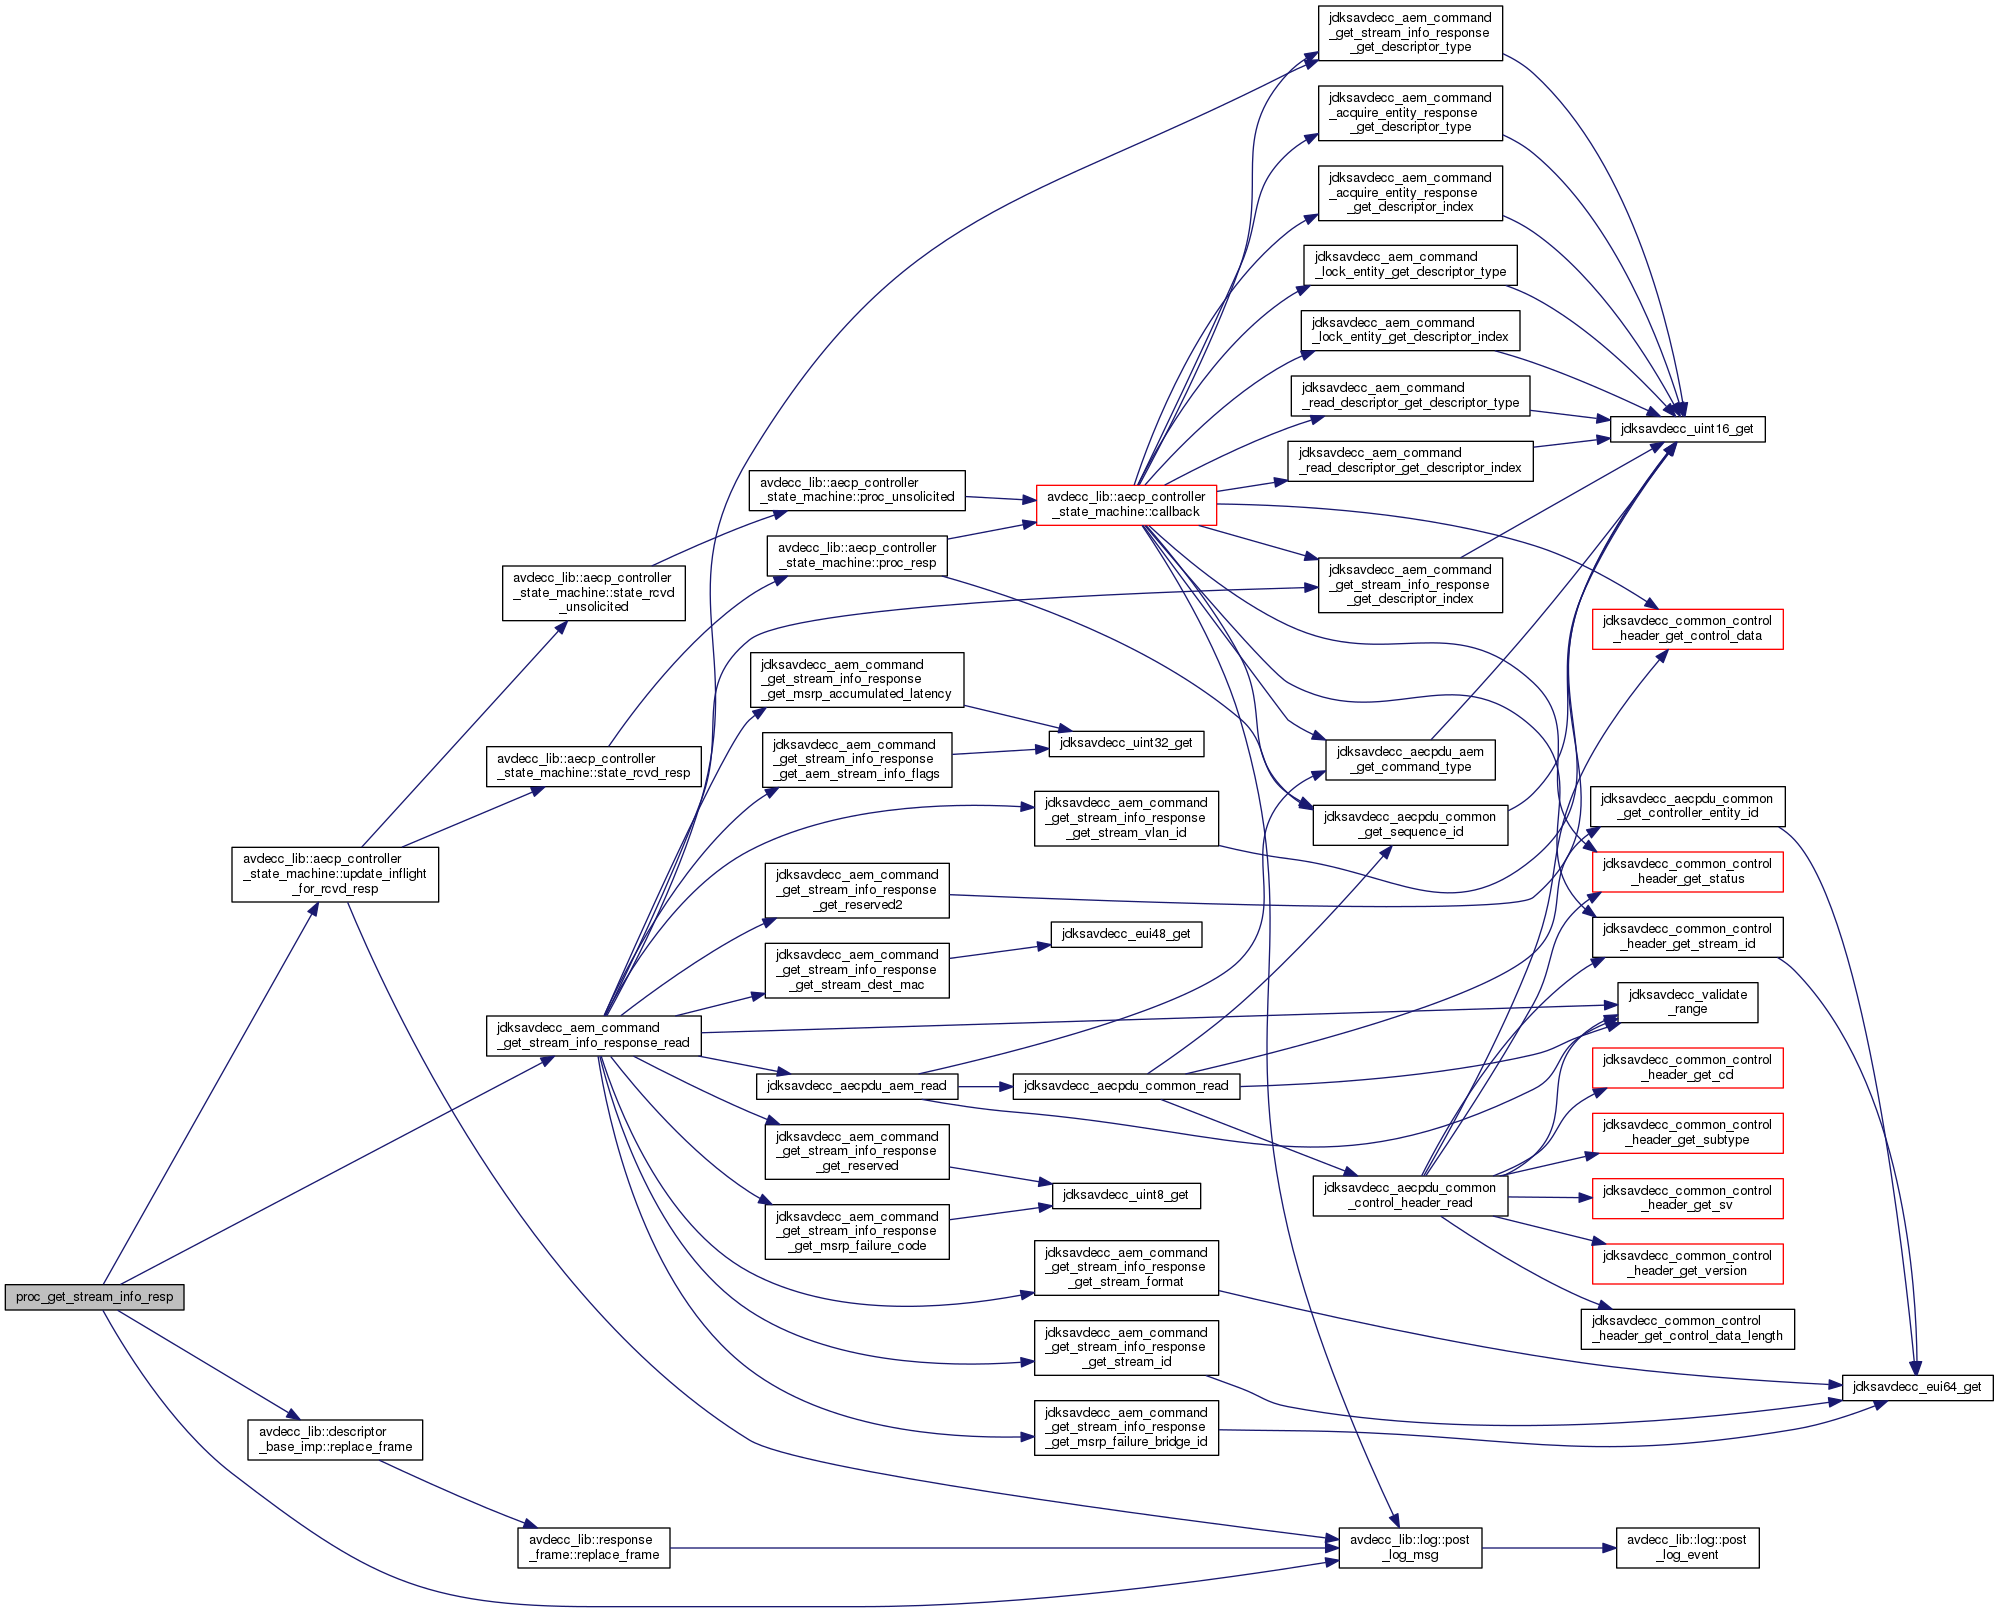 proc_get_stream_info_resp
avdecc_lib::aecp_controller
_state_machine::update_inflight
_for_rcvd_resp
jdksavdecc_aem_command
_get_stream_info_response_read
avdecc_lib::descriptor
_base_imp::replace_frame
avdecc_lib::aecp_controller
_state_machine::state_rcvd
_unsolicited
avdecc_lib::aecp_controller
_state_machine::state_rcvd_resp
avdecc_lib::response
_frame::replace_frame
avdecc_lib::aecp_controller
_state_machine::proc_unsolicited
avdecc_lib::aecp_controller
_state_machine::proc_resp
jdksavdecc_aem_command
_get_stream_info_response
_get_msrp_accumulated_latency
jdksavdecc_aem_command
_get_stream_info_response
_get_aem_stream_info_flags
jdksavdecc_aem_command
_get_stream_info_response
_get_reserved2
jdksavdecc_aem_command
_get_stream_info_response
_get_stream_dest_mac
jdksavdecc_aecpdu_aem_read
jdksavdecc_aem_command
_get_stream_info_response
_get_reserved
jdksavdecc_aem_command
_get_stream_info_response
_get_msrp_failure_code
avdecc_lib::aecp_controller
_state_machine::callback
jdksavdecc_uint32_get
jdksavdecc_aem_command
_get_stream_info_response
_get_stream_vlan_id
jdksavdecc_eui48_get
jdksavdecc_aecpdu_common_read
jdksavdecc_uint8_get
jdksavdecc_aem_command
_get_stream_info_response
_get_stream_format
jdksavdecc_aem_command
_get_stream_info_response
_get_stream_id
jdksavdecc_aem_command
_get_stream_info_response
_get_msrp_failure_bridge_id
jdksavdecc_aem_command
_get_stream_info_response
_get_descriptor_type
jdksavdecc_aem_command
_acquire_entity_response
_get_descriptor_type
jdksavdecc_aem_command
_acquire_entity_response
_get_descriptor_index
jdksavdecc_aem_command
_lock_entity_get_descriptor_type
jdksavdecc_aem_command
_lock_entity_get_descriptor_index
jdksavdecc_aem_command
_read_descriptor_get_descriptor_type
jdksavdecc_aem_command
_read_descriptor_get_descriptor_index
jdksavdecc_aem_command
_get_stream_info_response
_get_descriptor_index
jdksavdecc_aecpdu_aem
_get_command_type
jdksavdecc_aecpdu_common
_get_sequence_id
jdksavdecc_aecpdu_common
_control_header_read
avdecc_lib::log::post
_log_msg
jdksavdecc_uint16_get
jdksavdecc_common_control
_header_get_control_data
jdksavdecc_aecpdu_common
_get_controller_entity_id
jdksavdecc_common_control
_header_get_status
jdksavdecc_common_control
_header_get_stream_id
jdksavdecc_validate
_range
jdksavdecc_common_control
_header_get_cd
jdksavdecc_common_control
_header_get_subtype
jdksavdecc_common_control
_header_get_sv
jdksavdecc_common_control
_header_get_version
jdksavdecc_common_control
_header_get_control_data_length
avdecc_lib::log::post
_log_event
jdksavdecc_eui64_get